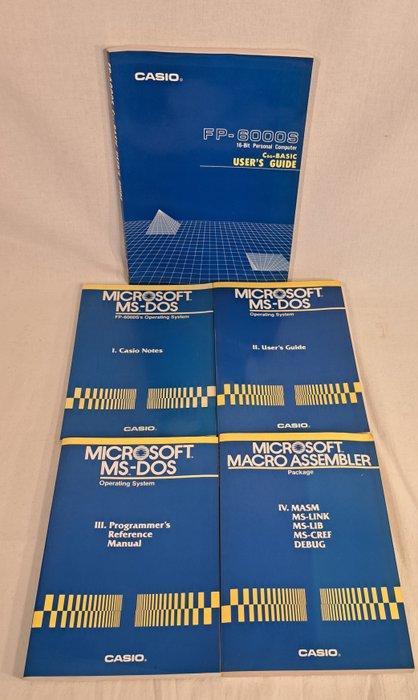 CASIO®
FP-6000S
16-Bit Personal Computer
C86-BASIC
USER'S GUIDE
MICROSOFT
MS-DOS
FP-6000S's Operating System
I. Casio Notes
CASIO®
MICROSOFT
MS-DOS
Operating System
II. User's Guide
CASIO®
MICROSOFT
MS-DOS
Operating System
III. Programmer's
Reference
Manual
CASIO®
MICROSOFT
MACRO ASSEMBLER
Package
IV. MASM
MS-LINK
MS-LIB
MS-CREF
DEBUG
CASIO®